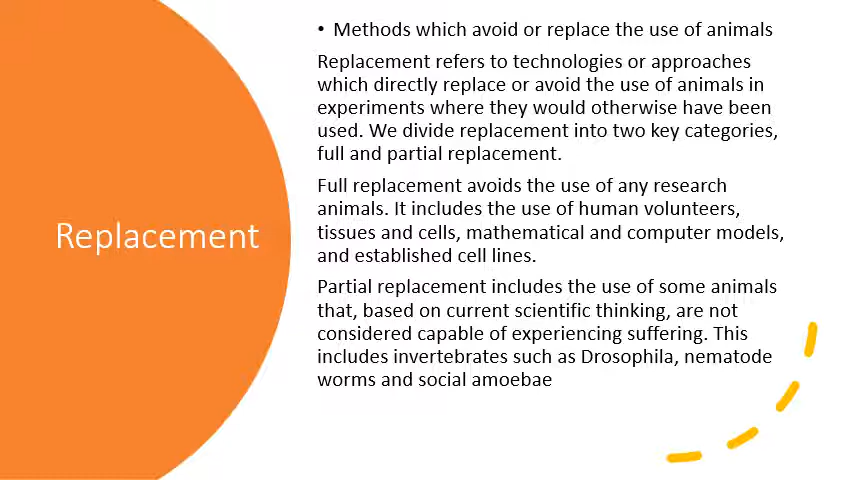 Replacement
• Methods which avoid or replace the use of animals
Replacement refers to technologies or approaches
which directly replace or avoid the use of animals in
experiments where they would otherwise have been
used. We divide replacement into two key categories,
full and partial replacement.
Full replacement avoids the use of any research
animals. It includes the use of human volunteers,
tissues and cells, mathematical and computer models,
and established cell lines.
Partial replacement includes the use of some animals
that, based on current scientific thinking, are not
considered capable of experiencing suffering. This
includes invertebrates such as Drosophila, nematode
worms and social amoebae